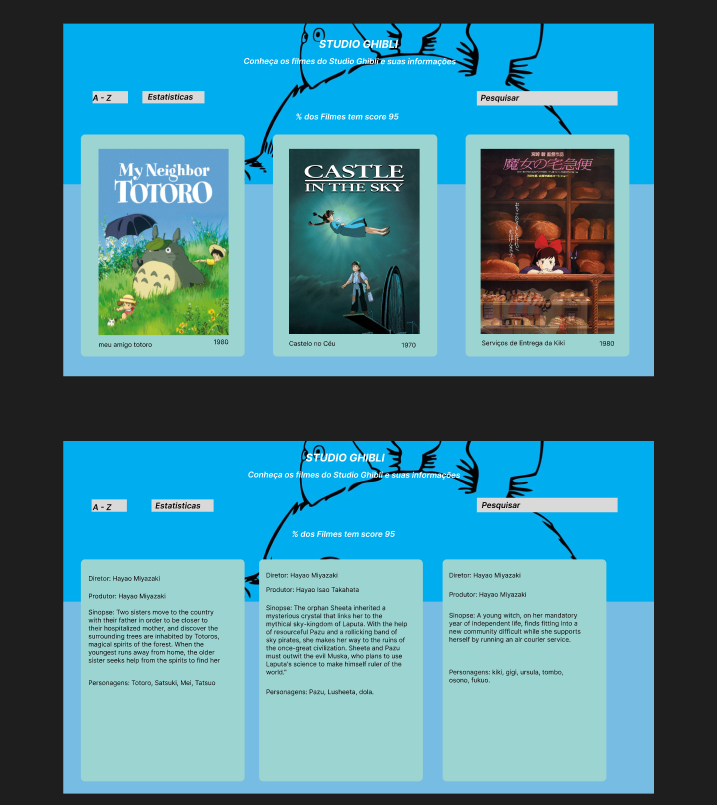 STUDIO GHIBLI
Conheça os filmes do Studio Ghibli e suas informações
A - Z
Estatisticas
Pesquisar
% dos Filmes tem score 95
My Neighbor
TOTORO
meu amigo totoro
1980
CASTLE
IN THE SKY
Castelo no Céu
1970
魔女の宅急便
Serviços de Entrega da Kiki
1980
STUDIO GHIBLI
Conheça os filmes do Studio Ghibli e suas informações
A - Z
Estatisticas
Pesquisar
% dos Filmes tem score 95
Diretor: Hayao Miyazaki
Produtor: Hayao Miyazaki
Sinopse: Two sisters move to the country
with their father in order to be closer to
their hospitalized mother, and discover the
surrounding trees are inhabited by Totoros,
magical spirits of the forest. When the
youngest runs away from home, the older
sister seeks help from the spirits to find her
Personagens: Totoro, Satsuki, Mei, Tatsuo
Diretor: Hayao Miyazaki
Produtor: Hayao Isao Takahata
Sinopse: The orphan Sheeta inherited a
mysterious crystal that links her to the
mythical sky-kingdom of Laputa. With the help
of resourceful Pazu and a rollicking band of
sky pirates, she makes her way to the ruins of
the once-great civilization. Sheeta and Pazu
must outwit the evil Muska, who plans to use
Laputa's science to make himself ruler of the
world."
Personagens: Pazu, Lusheeta, dola.
Diretor: Hayao Miyazaki
Produtor: Hayao Miyazaki
Sinopse: A young witch, on her mandatory
year of independent life, finds fitting into a
new community difficult while she supports
herself by running an air courier service.
Personagens: kiki, gigi, ursula, tombo,
osono, fukuo.